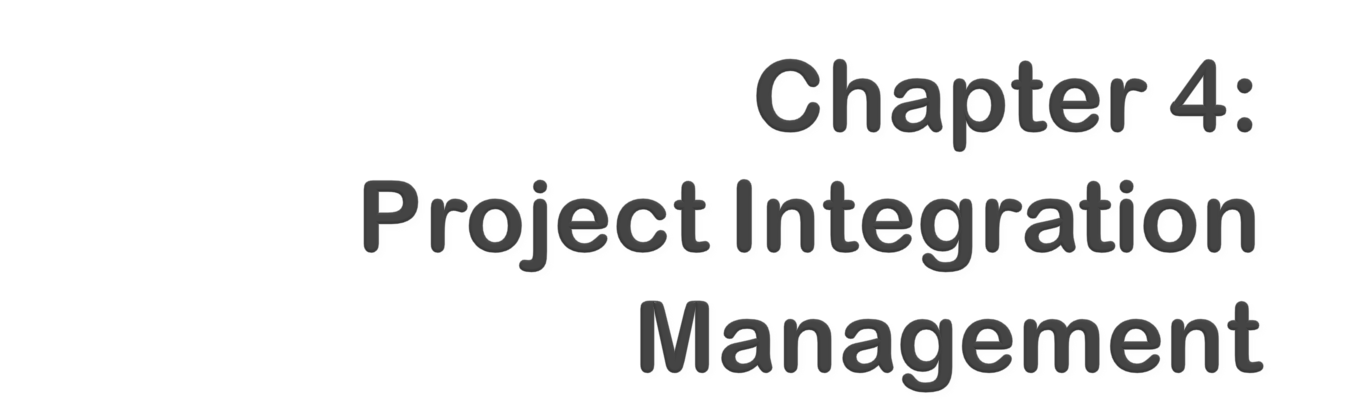 Chapter 4:
Project Integration
Management